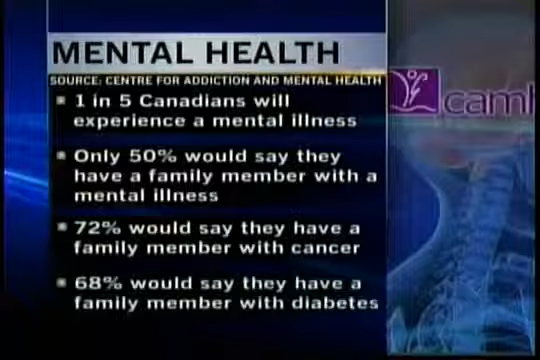 MENTAL HEALTH
SOURCE: CENTRE FOR ADDICTION AND MENTAL HEALTH
1 in 5 Canadians will
experience a mental illness
Only 50% would say they
have a family member with a
mental illness
72% would say they have a
family member with cancer
68% would say they have a
family member with diabetes
camh